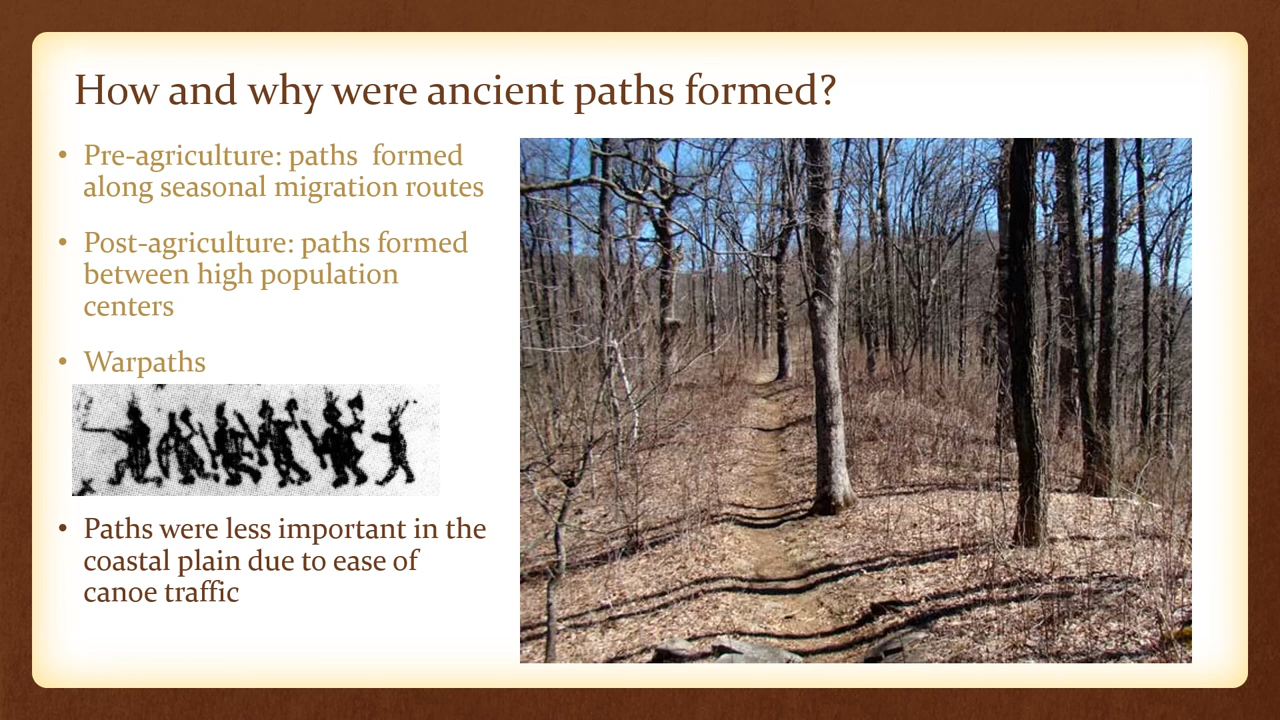 How and why were ancient paths formed?
• Pre-agriculture: paths  formed
along seasonal migration routes
• Post-agriculture: paths formed
between high population
centers
• Warpaths
• Paths were less important in the
coastal plain due to ease of
canoe traffic